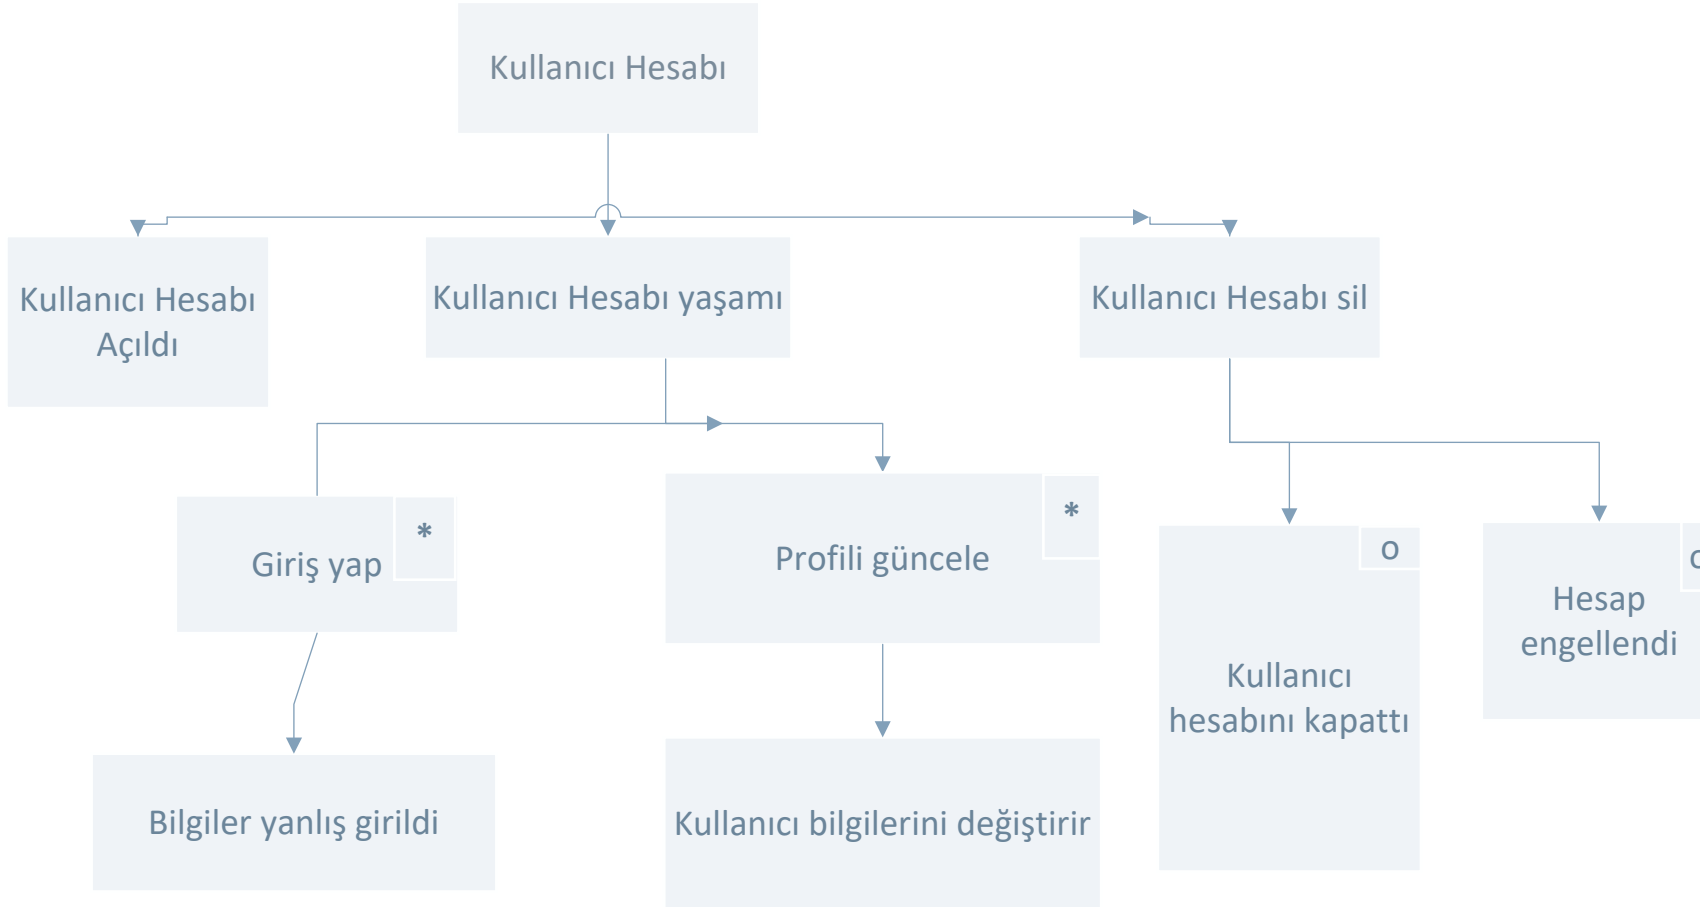 Kullanıcı Hesabı
Kullanıcı Hesabı
Açıldı
Kullanıcı Hesabı yaşamı
Kullanıcı Hesabı sil
Giriş yap
*
Profili güncele
*
Kullanıcı
hesabını kapattı
o
Hesap
engellendi
Bilgiler yanlış girildi
Kullanıcı bilgilerini değiştirir